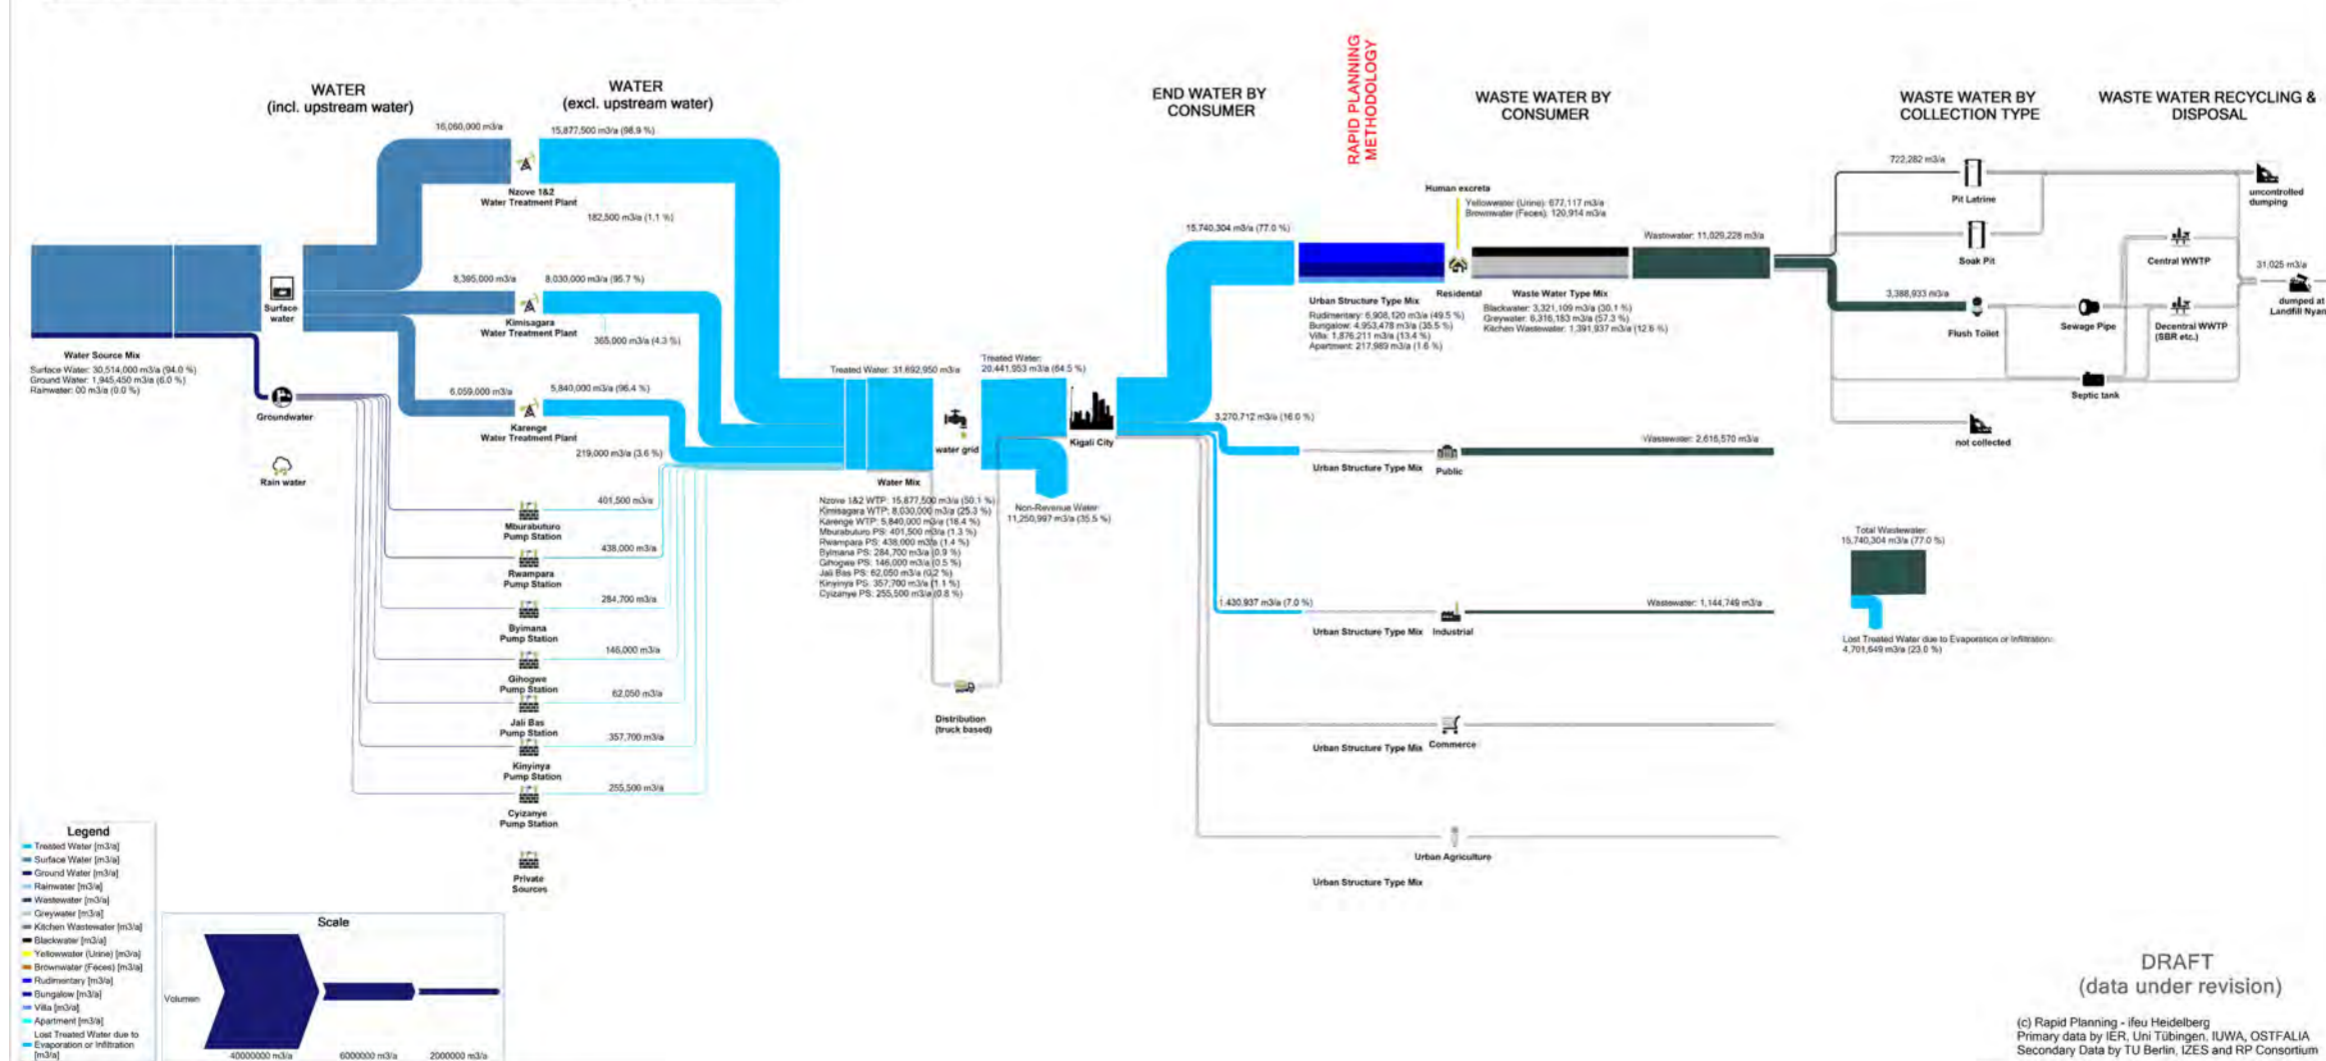 WATER
(incl. upstream water)
WATER
(excl. upstream water)
END WATER BY
CONSUMER
RAPID PLANNING
METHODOLOGY
WASTE WATER BY
CONSUMER
WASTE WATER BY
COLLECTION TYPE
WASTE WATER RECYCLING &
DISPOSAL
16,060,000 m3/a
15,877,500 m3/a (98.9 %)
Nzove 1&2
Water Treatment Plant
182,500 m3/a (1.1 %)
8,395,000 m3/a
8,030,000 m3/a (95.7 %)
Kimisagara
Water Treatment Plant
365,000 m3/a (4.3 %)
6,059,000 m3/a
5,840,000 m3/a (96.4 %)
Karenge
Water Treatment Plant
219,000 m3/a (3.6 %)
Surface
water
Water Source Mix
Surface Water: 30,514,000 m3/a (94.0 %)
Ground Water: 1,945,450 m3/a (6.0 %)
Rainwater: 00 m3/a (0.0 %)
Groundwater
Rain water
401,500 m3/a
Mburabuturo
Pump Station
438,000 m3/a
Rwampara
Pump Station
284,700 m3/a
Byimana
Pump Station
146,000 m3/a
Gihogwe
Pump Station
62,050 m3/a
Jali Bas
Pump Station
357,700 m3/a
Kinyinya
Pump Station
255,500 m3/a
Cyizanye
Pump Station
Private
Sources
Treated Water: 31,692,950 m3/a
Treated Water:
20,441,953 m3/a (64.5 %)
water grid
Kigali City
Water Mix
Nzove 1&2 WTP: 15,877,500 m3/a (50.1 %)
Kimisagara WTP: 8,030,000 m3/a (25.3 %)
Karenge WTP: 5,840,000 m3/a (18.4 %)
Mburabuturo PS: 401,500 m3/a (1.3 %)
Rwampara PS: 438,000 m3/a (1.4 %)
Byimana PS: 284,700 m3/a (0.9 %)
Gihogwe PS: 146,000 m3/a (0.5 %)
Jali Bas PS: 62,050 m3/a (0.2 %)
Kinyinya PS: 357,700 m3/a (1.1 %)
Cyizanye PS: 255,500 m3/a (0.8 %)
Non-Revenue Water:
11,250,997 m3/a (35.5 %)
Distribution
(truck based)
15.740,304 m3/a (77.0 %)
3,270,712 m3/a (16.0 %)
1,430,937 m3/a (7.0 %)
Human excreta
Yellowwater (Urine): 677,117 m3/a
Brownwater (Feces): 120,914 m3/a
Urban Structure Type Mix
Rudimentary: 6,908,120 m3/a (49.5 %)
Bungalow: 4,953,478 m3/a (35.5 %)
Villa: 1,876,211 m3/a (13.4 %)
Apartment: 217,989 m3/a (1.6 %)
Residental
Waste Water Type Mix
Blackwater: 3,321,109 m3/a (30.1 %)
Greywater: 6,316,183 m3/a (57.3 %)
Kitchen Wastewater: 1,391,937 m3/a (12.6 %)
Wastewater: 11,029,228 m3/a
Urban Structure Type Mix
Public
Wastewater: 2,616,570 m3/a
Urban Structure Type Mix
Industrial
Wastewater: 1,144,749 m3/a
Urban Structure Type Mix
Commerce
Urban Agriculture
Urban Structure Type Mix
722,282 m3/a
Pit Latrine
Soak Pit
3,388,933 m3/a
Flush Toilet
Sewage Pipe
Septic tank
not collected
uncontrolled
dumping
Central WWTP
31,025 m3/a
dumped at
Landfill Nyan
Decentral WWTP
(SBR etc.)
Total Wastewater:
15,740,304 m3/a (77.0 %)
Lost Treated Water due to Evaporation or Infiltration:
4,701,649 m3/a (23.0 %)
Legend
Treated Water [m3/a]
Surface Water [m3/a]
Ground Water [m3/a]
Rainwater [m3/a]
Wastewater [m3/a]
Greywater [m3/a]
Kitchen Wastewater [m3/a]
Blackwater [m3/a]
Yellowwater (Urine) [m3/a]
Brownwater (Feces) [m3/a]
Rudimentary [m3/a]
Bungalow [m3/a]
Villa [m3/a]
Apartment [m3/a]
Lost Treated Water due to
Evaporation or Infiltration
[m3/a]
Scale
Volumen
40000000 m3/a
6000000 m3/a
2000000 m3/a
DRAFT
(data under revision)
(c) Rapid Planning - ifeu Heidelberg
Primary data by IER, Uni Tübingen, IUWA, OSTFALIA
Secondary Data by TU Berlin, IZES and RP Consortium